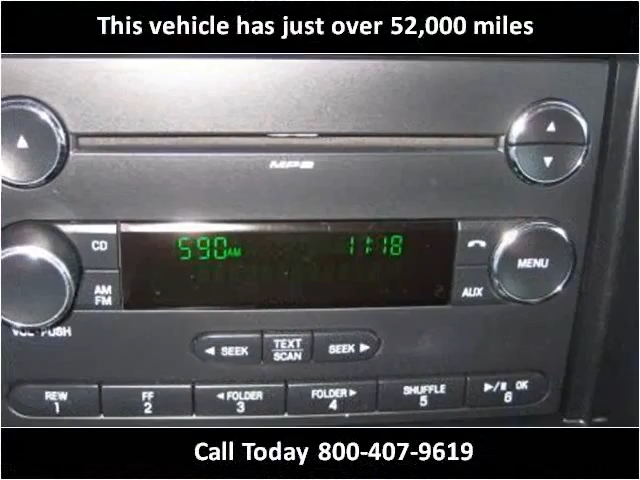 This vehicle has just over 52,000 miles
MP3
CD
590AM 11:18
MENU
AM
FM
AUX
VOL-PUSH
SEEK
TEXT
SCAN
SEEK
REW
1
FF
2
FOLDER
3
FOLDER
4
SHUFFLE
5
OK
6
Call Today 800-407-9619